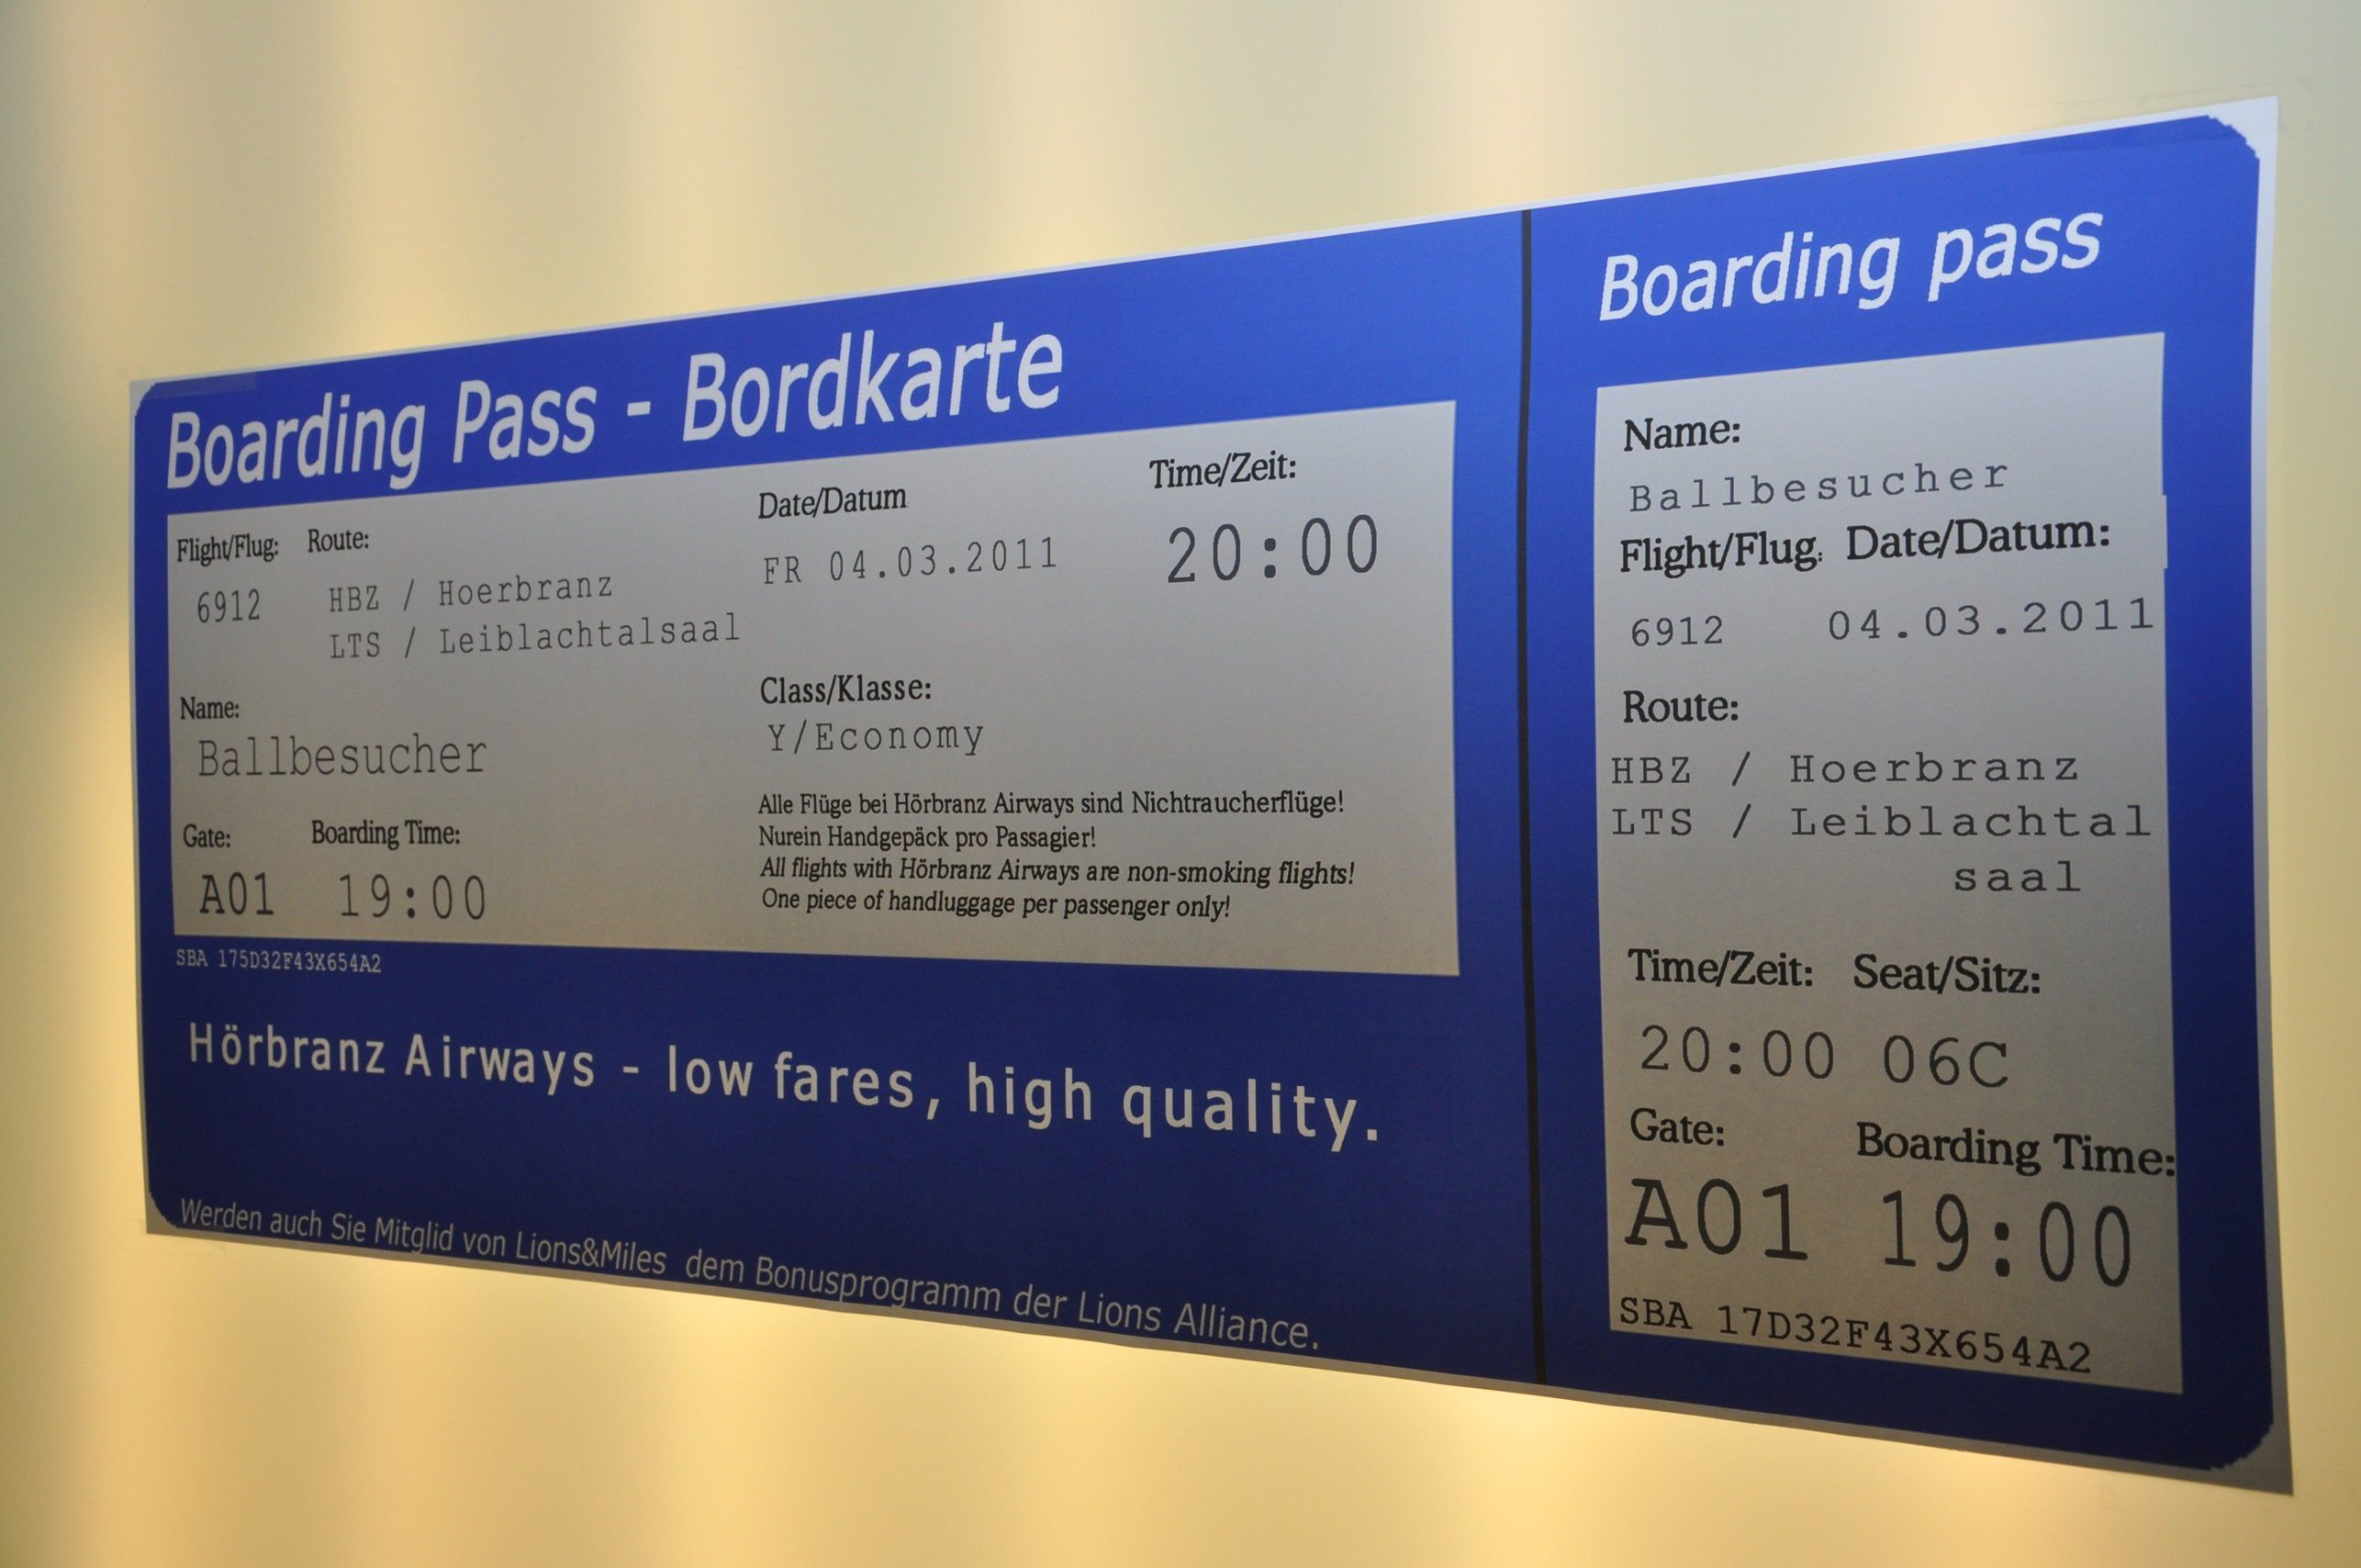 Boarding Pass - Bordkarte
Flight/Flug: Route: Date/Datum Time/Zeit:
6912 HBZ / Hoerbranz FR 04.03.2011 20:00
LTS / Leiblachtalsaal
Name: Class/Klasse:
Ballbesucher Y/Economy
Gate: Boarding Time:
A01 19:00
Alle Flüge bei Hörbranz Airways sind Nichtraucherflüge!
Nurein Handgepäck pro Passagier!
All flights with Hörbranz Airways are non-smoking flights!
One piece of handluggage per passenger only!
SBA 175D32F43X654A2
Hörbranz Airways - low fares, high quality.
Werden auch Sie Mitglid von Lions&Miles dem Bonusprogramm der Lions Alliance.
Boarding pass
Name:
Ballbesucher
Flight/Flug: Date/Datum:
6912 04.03.2011
Route:
HBZ / Hoerbranz
LTS / Leiblachtal
saal
Time/Zeit: Seat/Sitz:
20:00 06C
Gate: Boarding Time:
A01 19:00
SBA 17D32F43X654A2